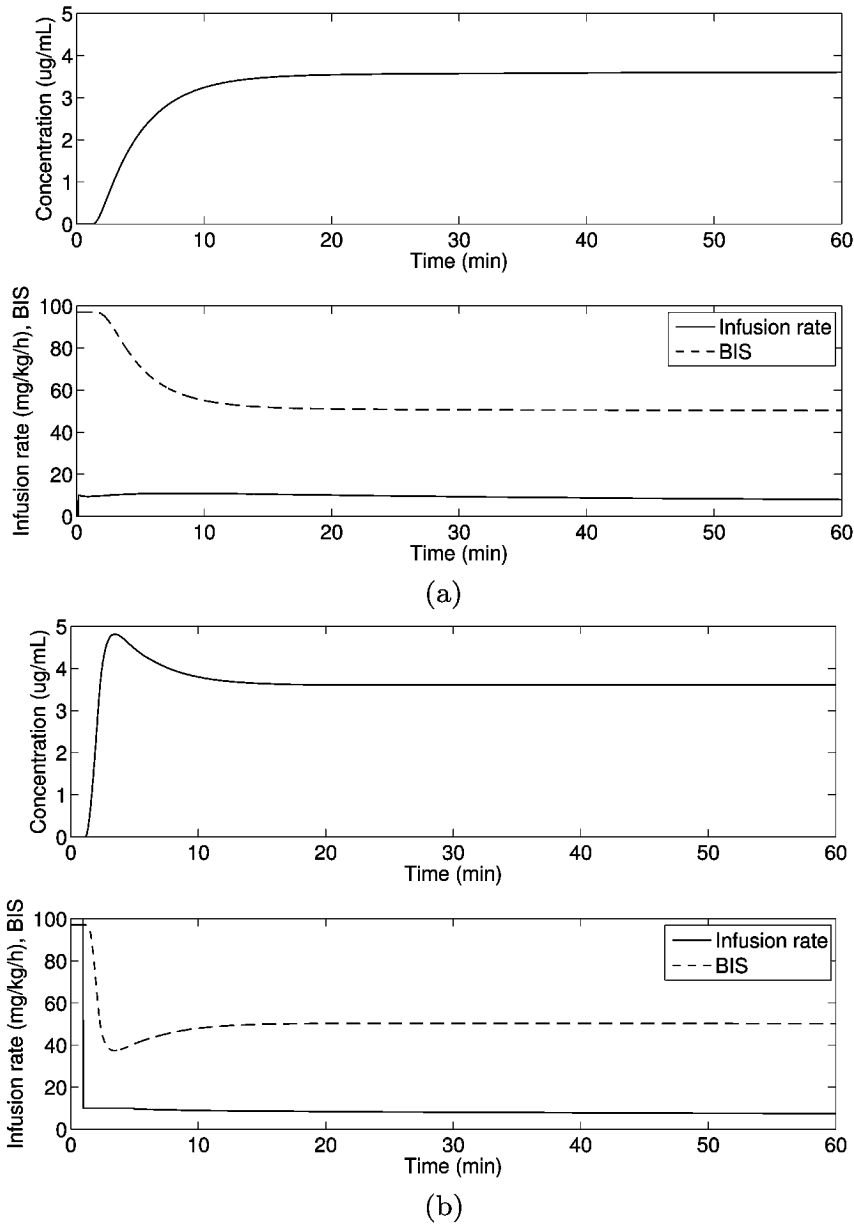 5
4
3
2
1
0
0 10 20 30 40 50 60
Concentration (ug/mL)
Time (min)
100
80
60
40
20
0
0 10 20 30 40 50 60
Infusion rate (mg/kg/h), BIS
Infusion rate
BIS
Time (min)
(a)
5
4
3
2
1
0
0 10 20 30 40 50 60
Concentration (ug/mL)
Time (min)
100
80
60
40
20
0
0 10 20 30 40 50 60
Infusion rate (mg/kg/h), BIS
Infusion rate
BIS
Time (min)
(b)